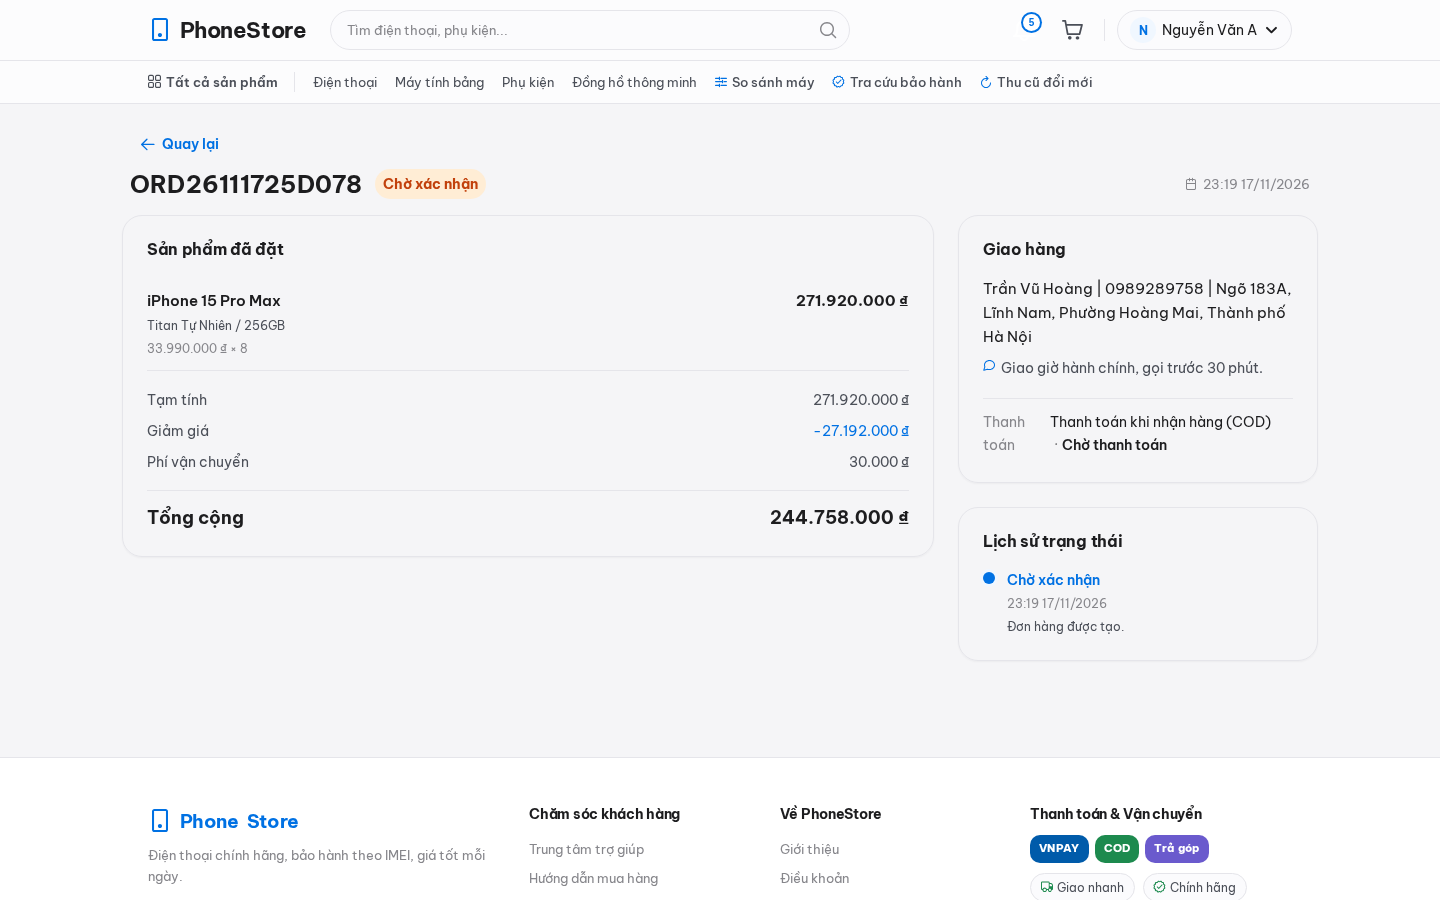 PhoneStore
Tìm điện thoại, phụ kiện...
5
N Nguyễn Văn A
Tất cả sản phẩm Điện thoại Máy tính bảng Phụ kiện Đồng hồ thông minh So sánh máy Tra cứu bảo hành Thu cũ đổi mới
Quay lại
ORD26111725D078 Chờ xác nhận
23:19 17/11/2026
Sản phẩm đã đặt
iPhone 15 Pro Max 271.920.000 ₫
Titan Tự Nhiên / 256GB
33.990.000 ₫ × 8
Tạm tính 271.920.000 ₫
Giảm giá -27.192.000 ₫
Phí vận chuyển 30.000 ₫
Tổng cộng 244.758.000 ₫
Giao hàng
Trần Vũ Hoàng | 0989289758 | Ngõ 183A,
Lĩnh Nam, Phường Hoàng Mai, Thành phố
Hà Nội
Giao giờ hành chính, gọi trước 30 phút.
Thanh toán
Thanh toán khi nhận hàng (COD)
· Chờ thanh toán
Lịch sử trạng thái
Chờ xác nhận
23:19 17/11/2026
Đơn hàng được tạo.
Phone Store
Điện thoại chính hãng, bảo hành theo IMEI, giá tốt mỗi
ngày.
Chăm sóc khách hàng
Trung tâm trợ giúp
Hướng dẫn mua hàng
Về PhoneStore
Giới thiệu
Điều khoản
Thanh toán & Vận chuyển
VNPAY COD Trả góp
Giao nhanh Chính hãng